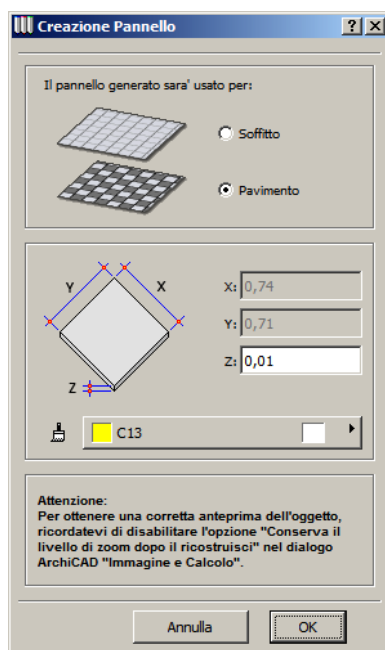 Creazione Pannello
Il pannello generato sara' usato per:
Soffitto
Pavimento
Y
X
Z
X: 0,74
Y: 0,71
Z: 0,01
C13
Attenzione:
Per ottenere una corretta anteprima dell'oggetto,
ricordatevi di disabilitare l'opzione "Conserva il
livello di zoom dopo il ricostruisci" nel dialogo
ArchiCAD "Immagine e Calcolo".
Annulla
OK